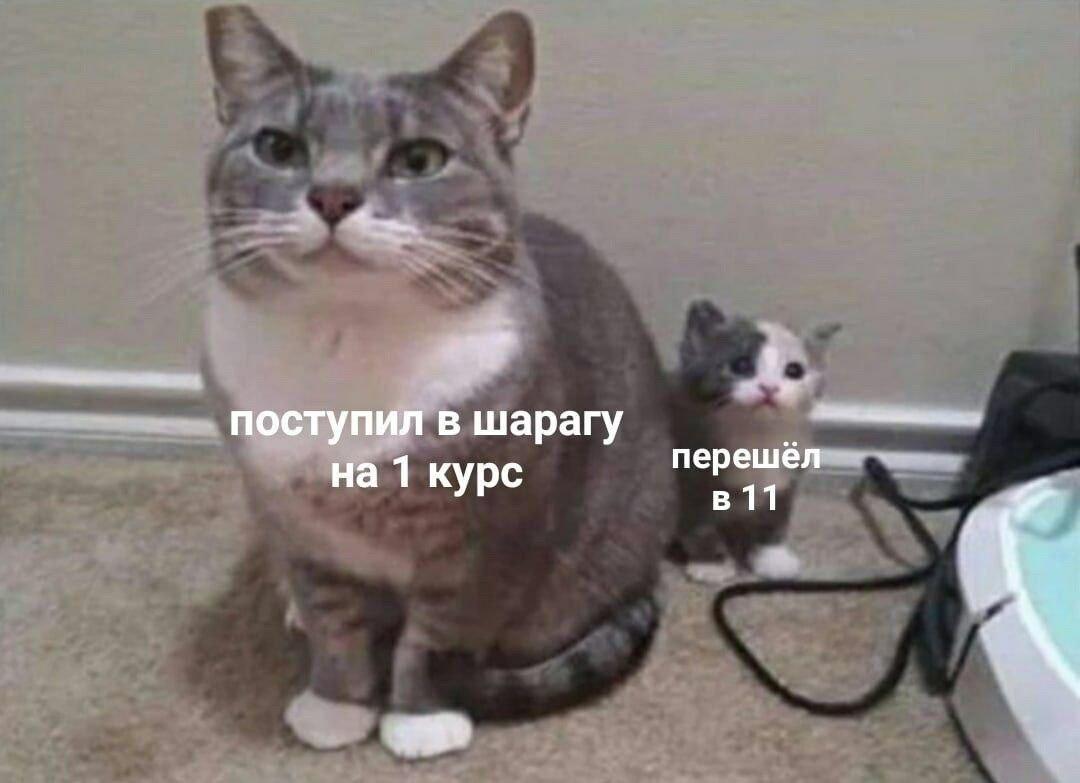 поступил в шарагу
на 1 курс
перешёл
в 11